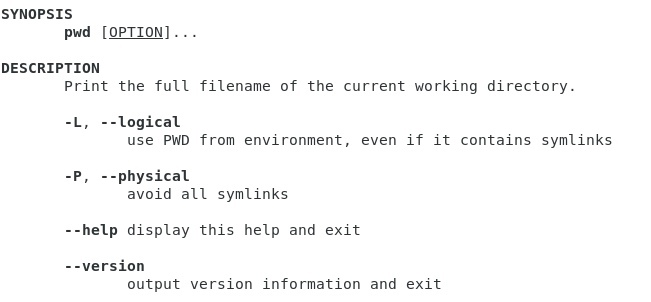 SYNOPSIS
pwd [OPTION]...
DESCRIPTION
Print the full filename of the current working directory.
-L, --logical
use PWD from environment, even if it contains symlinks
-P, --physical
avoid all symlinks
--help display this help and exit
--version
output version information and exit